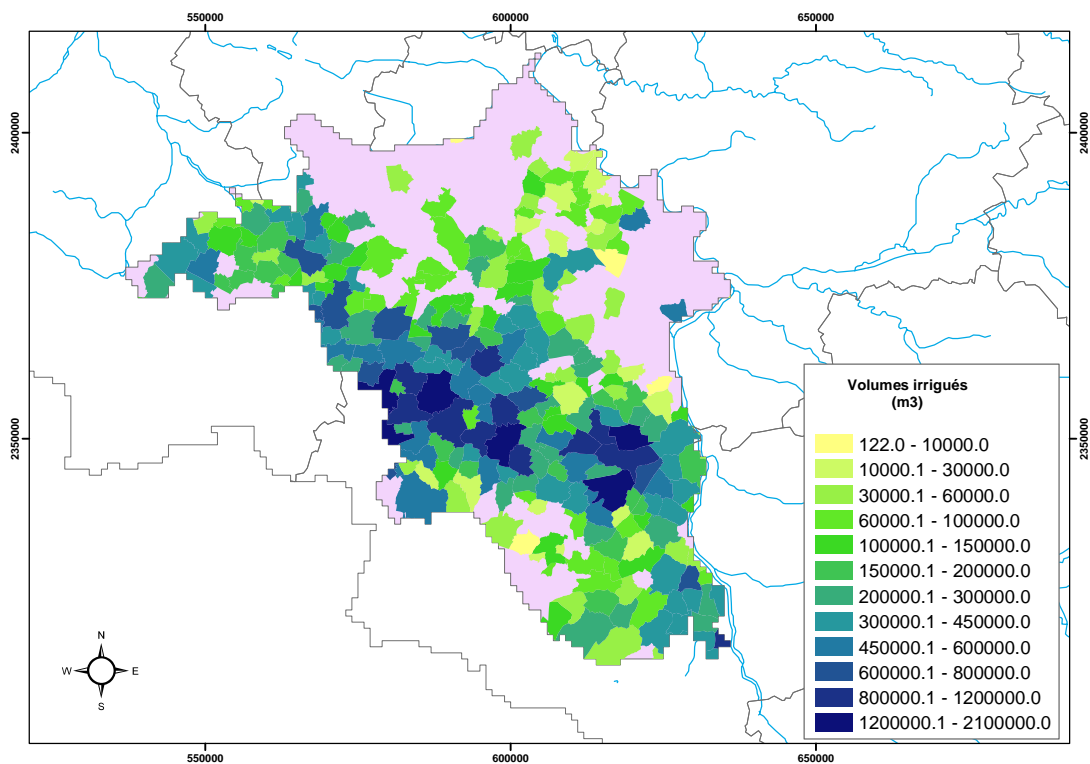 550000 600000 650000
2400000 2400000
2350000 2350000
Volumes irrigués
(m3)
122.0 - 10000.0
10000.1 - 30000.0
30000.1 - 60000.0
60000.1 - 100000.0
100000.1 - 150000.0
150000.1 - 200000.0
200000.1 - 300000.0
300000.1 - 450000.0
450000.1 - 600000.0
600000.1 - 800000.0
800000.1 - 1200000.0
1200000.1 - 2100000.0
N
W E
S
550000 600000 650000